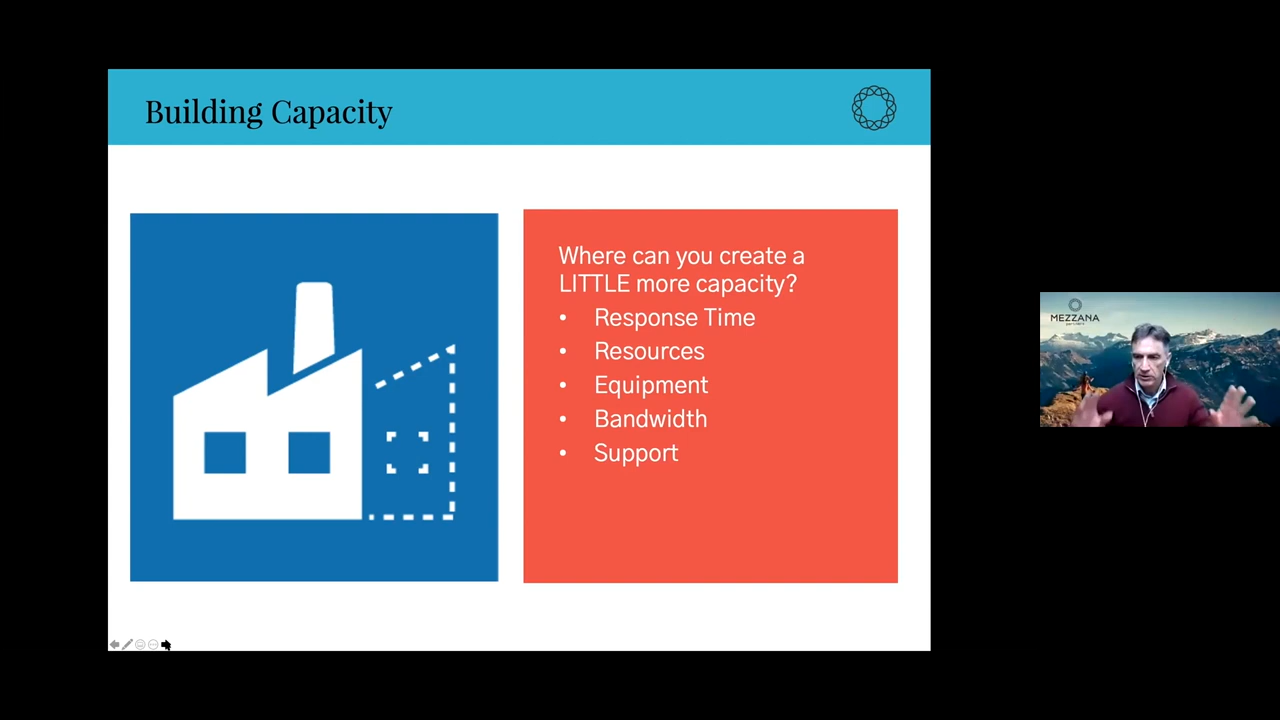 Building Capacity
Where can you create a
LITTLE more capacity?
• Response Time
• Resources
• Equipment
• Bandwidth
• Support
MEZZANA